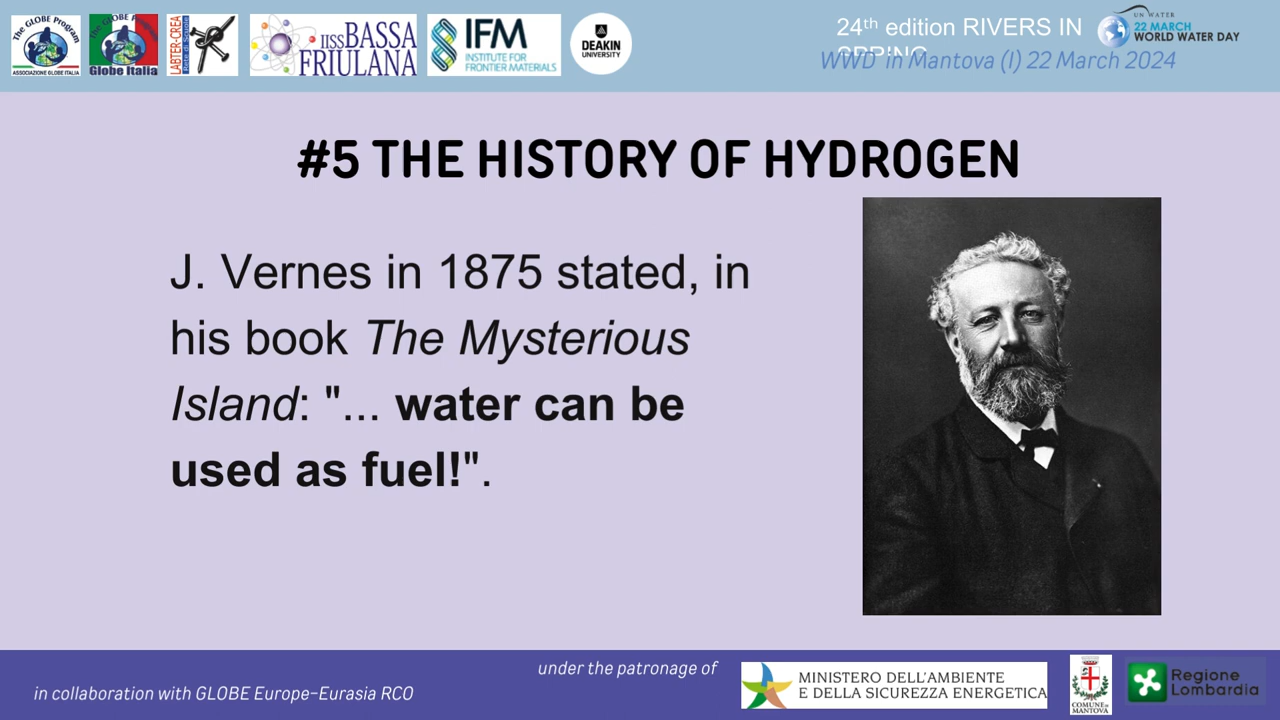 The GLOBE Program
ASSOCIAZIONE GLOBE ITALIA
Globe Italia
LABTER-CREA
Rete di Scuole
IISSBASSA
FRIULANA
IFM
INSTITUTE FOR
FRONTIER MATERIALS
DEAKIN
UNIVERSITY
24th edition RIVERS IN
SPRING
WWD in Mantova (I) 22 March 2024
UN WATER
22 MARCH
WORLD WATER DAY
#5 THE HISTORY OF HYDROGEN
J. Vernes in 1875 stated, in
his book The Mysterious
Island: "... water can be
used as fuel!".
in collaboration with GLOBE Europe-Eurasia RCO
under the patronage of
MINISTERO DELL'AMBIENTE
E DELLA SICUREZZA ENERGETICA
COMUNE DI
MANTOVA
Regione
Lombardia